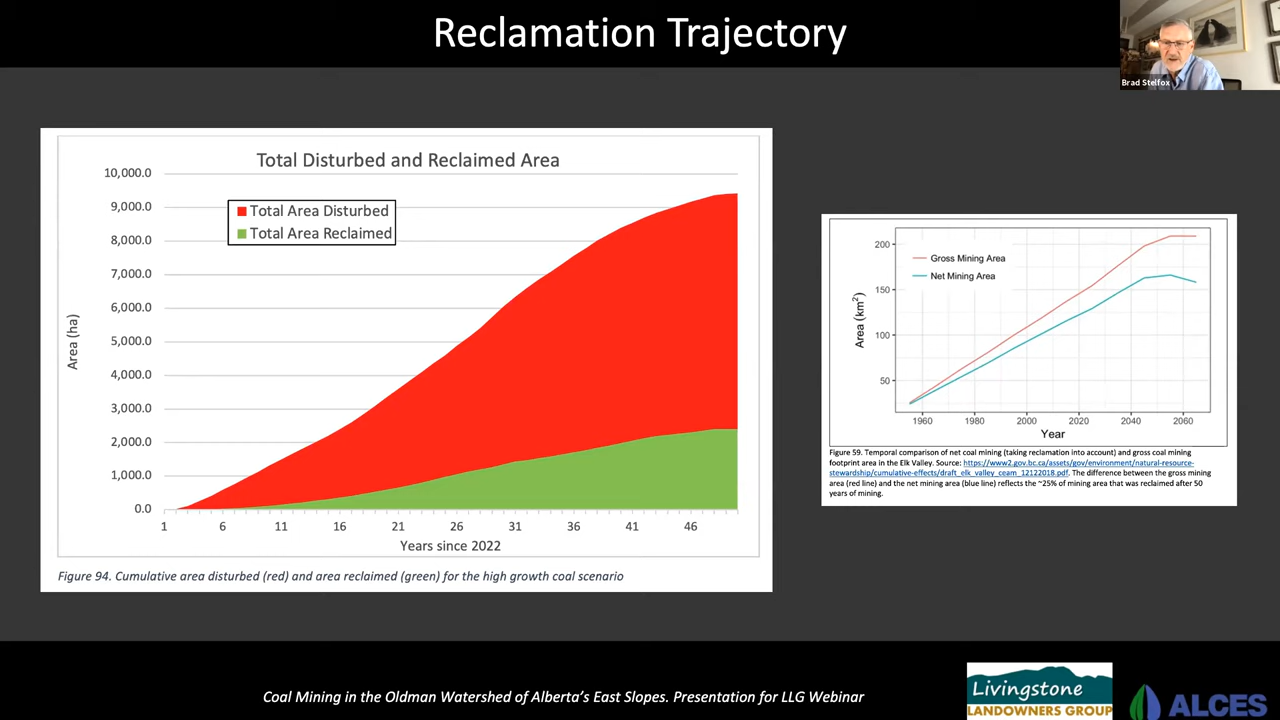 Reclamation Trajectory
Brad Stelfox
Total Disturbed and Reclaimed Area
Total Area Disturbed
Total Area Reclaimed
10,000.0
9,000.0
8,000.0
7,000.0
6,000.0
5,000.0
4,000.0
3,000.0
2,000.0
1,000.0
0.0
Area (ha)
1 6 11 16 21 26 31 36 41 46
Years since 2022
Figure 94. Cumulative area disturbed (red) and area reclaimed (green) for the high growth coal scenario
Gross Mining Area
Net Mining Area
200
150
100
50
Area (km²)
1960 1980 2000 2020 2040 2060
Year
Figure 59. Temporal comparison of net coal mining (taking reclamation into account) and gross coal mining
footprint area in the Elk Valley. Source: https://www2.gov.bc.ca/assets/gov/environment/natural-resource-
stewardship/cumulative-effects/draft_elk_valley_ceam_12122018.pdf. The difference between the gross mining
area (red line) and the net mining area (blue line) reflects the ~25% of mining area that was reclaimed after 50
years of mining.
Coal Mining in the Oldman Watershed of Alberta's East Slopes. Presentation for LLG Webinar
Livingstone
LANDOWNERS GROUP
ALCES